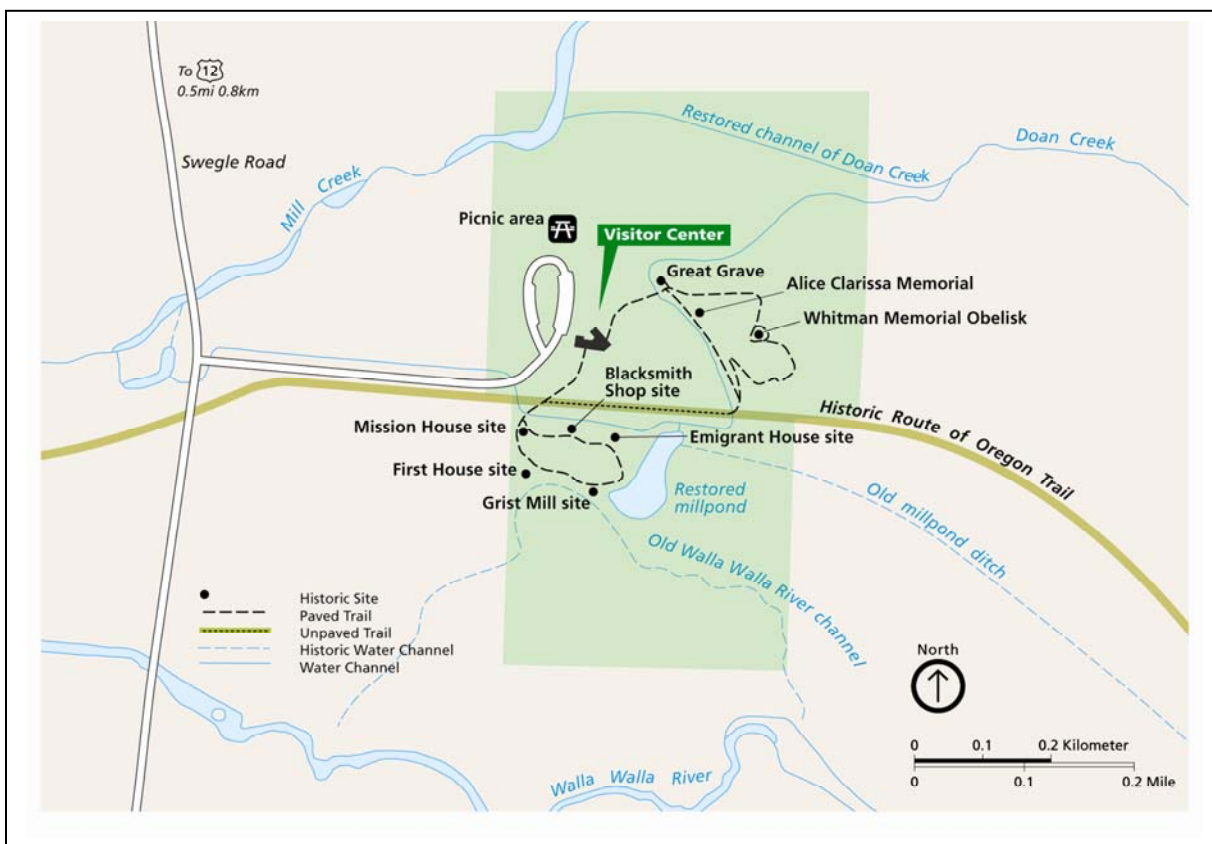 To 12
0.5mi 0.8km
Swegle Road
Mill Creek
Restored channel of Doan Creek
Doan Creek
Picnic area
Visitor Center
Great Grave
Alice Clarissa Memorial
Whitman Memorial Obelisk
Blacksmith
Shop site
Mission House site
Emigrant House site
Historic Route of Oregon Trail
First House site
Grist Mill site
Restored
millpond
Old millpond ditch
Old Walla Walla River channel
Historic Site
Paved Trail
Unpaved Trail
Historic Water Channel
Water Channel
North
Walla Walla River
0 0.1 0.2 Kilometer
0 0.1 0.2 Mile